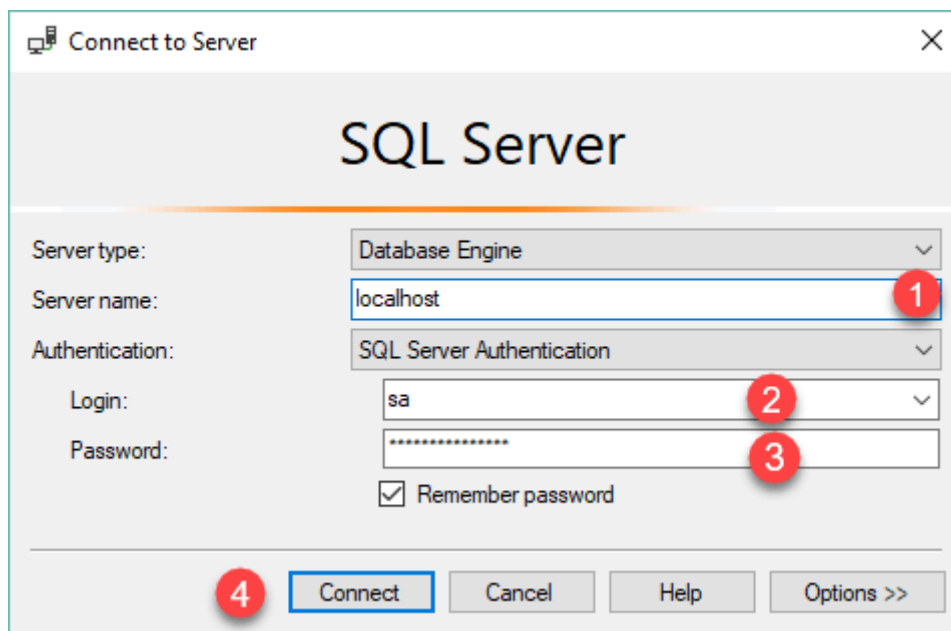 Connect to Server
SQL Server
Server type: Database Engine
Server name: localhost 1
Authentication: SQL Server Authentication
Login: sa 2
Password: *************** 3
Remember password
4 Connect Cancel Help Options >>